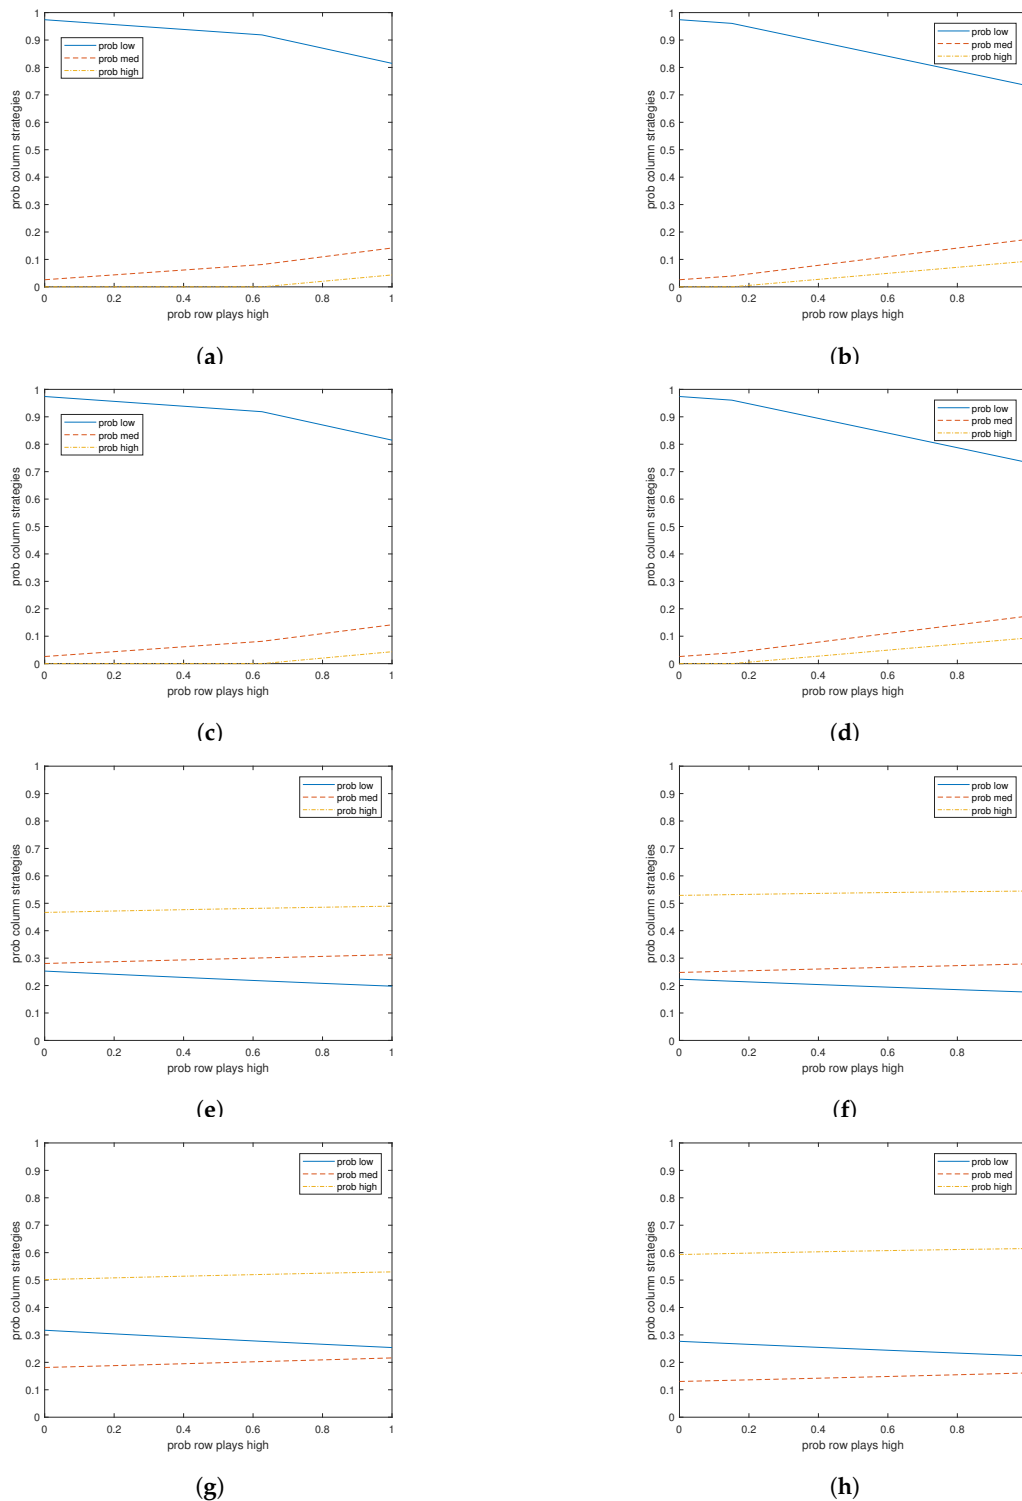 1
0.9
prob low
prob med
prob high
0.8
0.7
0.6
0.5
0.4
0.3
0.2
0.1
0
prob column strategies
0 0.2 0.4 0.6 0.8 1
prob row plays high
(a)
1
0.9
prob low
prob med
prob high
0.8
0.7
0.6
0.5
0.4
0.3
0.2
0.1
0
prob column strategies
0 0.2 0.4 0.6 0.8
prob row plays high
(b)
1
0.9
prob low
prob med
prob high
0.8
0.7
0.6
0.5
0.4
0.3
0.2
0.1
0
prob column strategies
0 0.2 0.4 0.6 0.8 1
prob row plays high
(c)
1
0.9
prob low
prob med
prob high
0.8
0.7
0.6
0.5
0.4
0.3
0.2
0.1
0
prob column strategies
0 0.2 0.4 0.6 0.8
prob row plays high
(d)
1
0.9
prob low
prob med
prob high
0.8
0.7
0.6
0.5
0.4
0.3
0.2
0.1
0
prob column strategies
0 0.2 0.4 0.6 0.8 1
prob row plays high
(e)
1
0.9
prob low
prob med
prob high
0.8
0.7
0.6
0.5
0.4
0.3
0.2
0.1
0
prob column strategies
0 0.2 0.4 0.6 0.8
prob row plays high
(f)
1
0.9
prob low
prob med
prob high
0.8
0.7
0.6
0.5
0.4
0.3
0.2
0.1
0
prob column strategies
0 0.2 0.4 0.6 0.8 1
prob row plays high
(g)
1
0.9
prob low
prob med
prob high
0.8
0.7
0.6
0.5
0.4
0.3
0.2
0.1
0
prob column strategies
0 0.2 0.4 0.6 0.8
prob row plays high
(h)